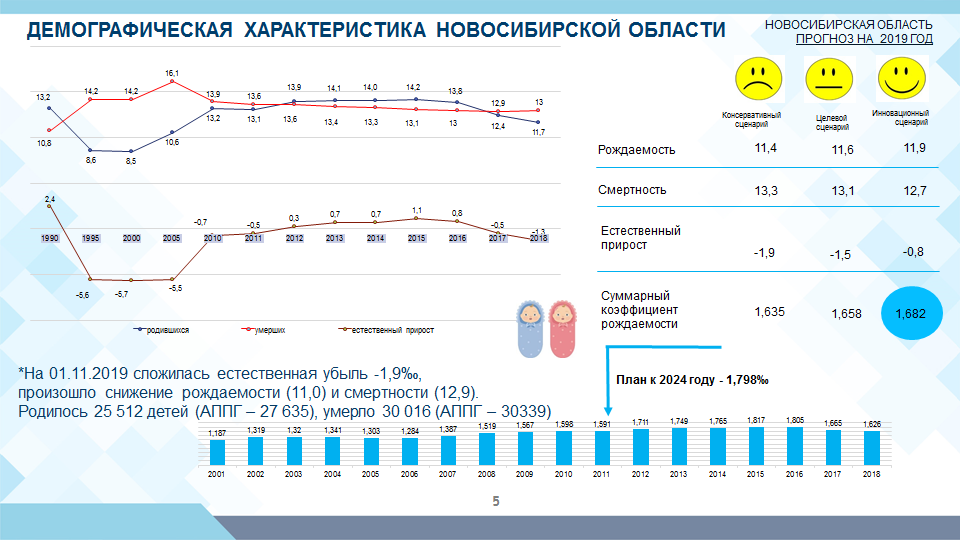 ДЕМОГРАФИЧЕСКАЯ ХАРАКТЕРИСТИКА НОВОСИБИРСКОЙ ОБЛАСТИ
НОВОСИБИРСКАЯ ОБЛАСТЬ
ПРОГНОЗ НА 2019 ГОД
16,1
13,2 14,2 14,2 13,9 13,6 13,9 14,1 14,0 14,2 13,8 12,9 13
10,8 8,6 8,5 10,6 13,2 13,1 13,6 13,4 13,3 13,1 13 12,4 11,7
2,4 -5,6 -5,7 -5,5 -0,7 -0,5 0,3 0,7 0,7 1,1 0,8 -0,5 -1,3
1990 1995 2000 2005 2010 2011 2012 2013 2014 2015 2016 2017 2018
родившихся умерших естественный прирост
Консервативный сценарий
Целевой сценарий
Инновационный сценарий
Рождаемость 11,4 11,6 11,9
Смертность 13,3 13,1 12,7
Естественный
прирост -1,9 -1,5 -0,8
Суммарный
коэффициент 1,635 1,658 1,682
рождаемости
*На 01.11.2019 сложилась естественная убыль -1,9‰,
произошло снижение рождаемости (11,0) и смертности (12,9).
Родилось 25 512 детей (АППГ – 27 635), умерло 30 016 (АППГ – 30339)
План к 2024 году - 1,798‰
1,187 1,319 1,32 1,341 1,303 1,284 1,387 1,519 1,567 1,598 1,591 1,711 1,749 1,765 1,817 1,805 1,665 1,626
2001 2002 2003 2004 2005 2006 2007 2008 2009 2010 2011 2012 2013 2014 2015 2016 2017 2018
5